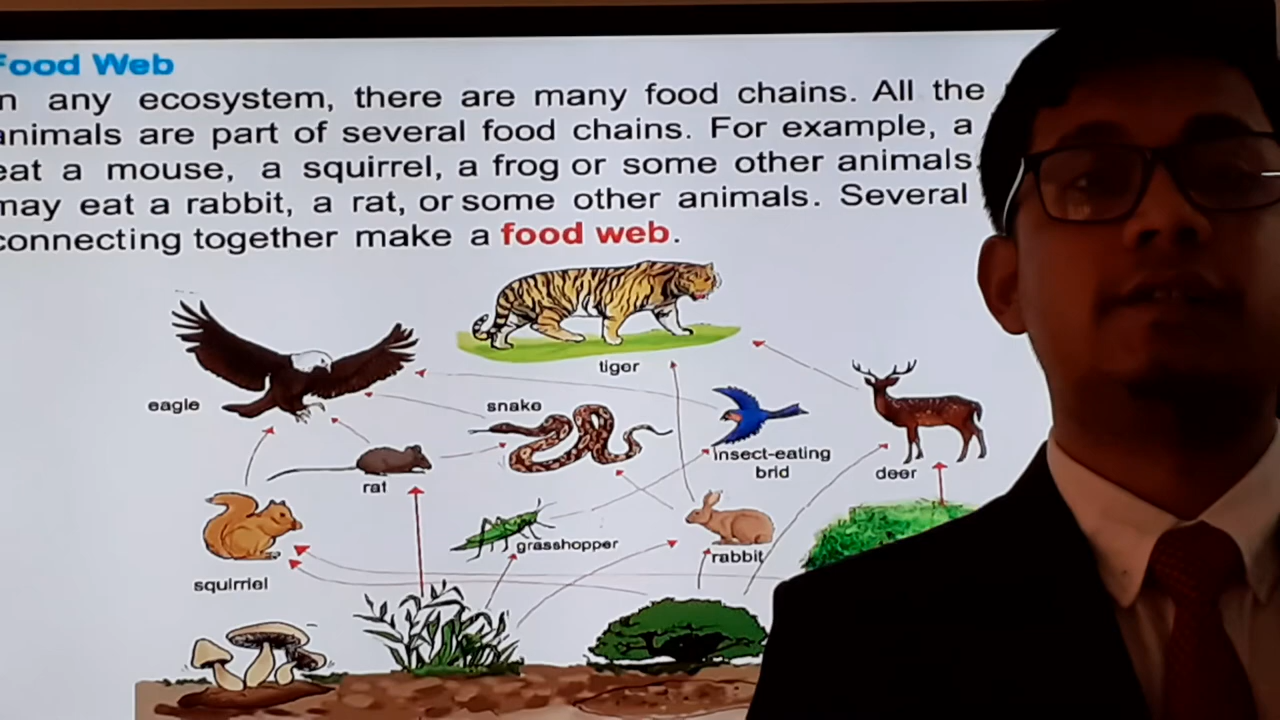 Food Web
n any ecosystem, there are many food chains. All the
animals are part of several food chains. For example, a
eat a mouse, a squirrel, a frog or some other animals.
may eat a rabbit, a rat, or some other animals. Several
connecting together make a food web.
tiger
eagle
snake
insect-eating
brid
deer
rat
grasshopper
rabbit
squirriel